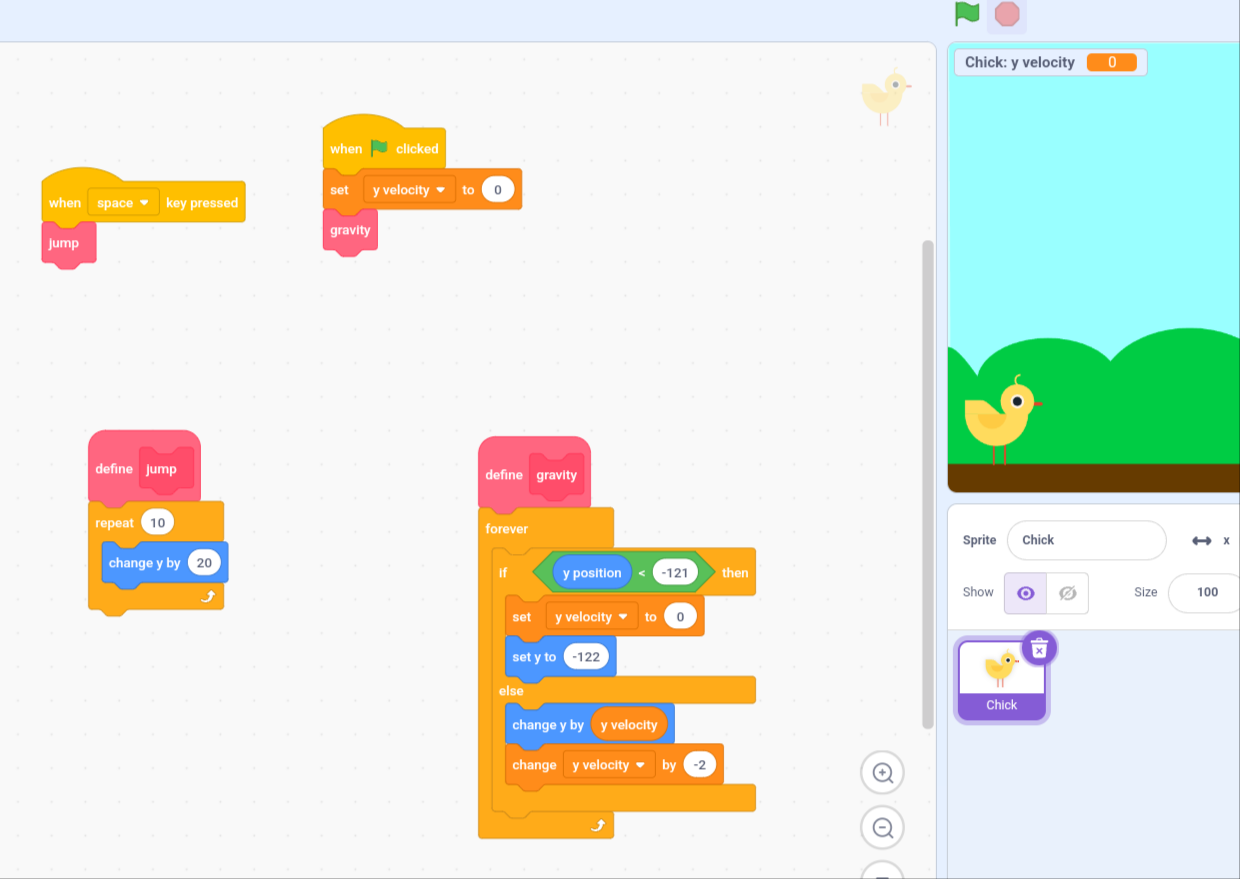 Chick: y velocity 0
when clicked
set y velocity to 0
gravity
when space key pressed
jump
define jump
repeat 10
change y by 20
define gravity
forever
if y position < -121 then
set y velocity to 0
set y to -122
else
change y by y velocity
change y velocity by -2
Sprite Chick x
Show Size 100
Chick